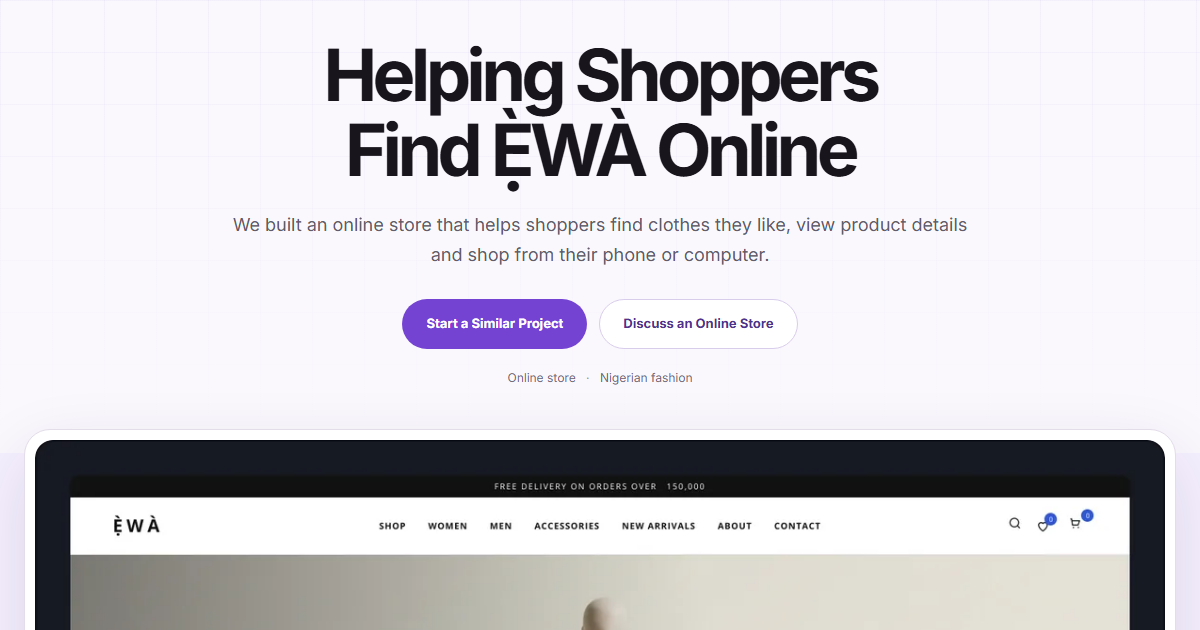 Helping Shoppers
Find Ẹ̀WÀ Online
We built an online store that helps shoppers find clothes they like, view product details
and shop from their phone or computer.
Start a Similar Project
Discuss an Online Store
Online store · Nigerian fashion
FREE DELIVERY ON ORDERS OVER 150,000
Ẹ̀WÀ
SHOP WOMEN MEN ACCESSORIES NEW ARRIVALS ABOUT CONTACT
0 0